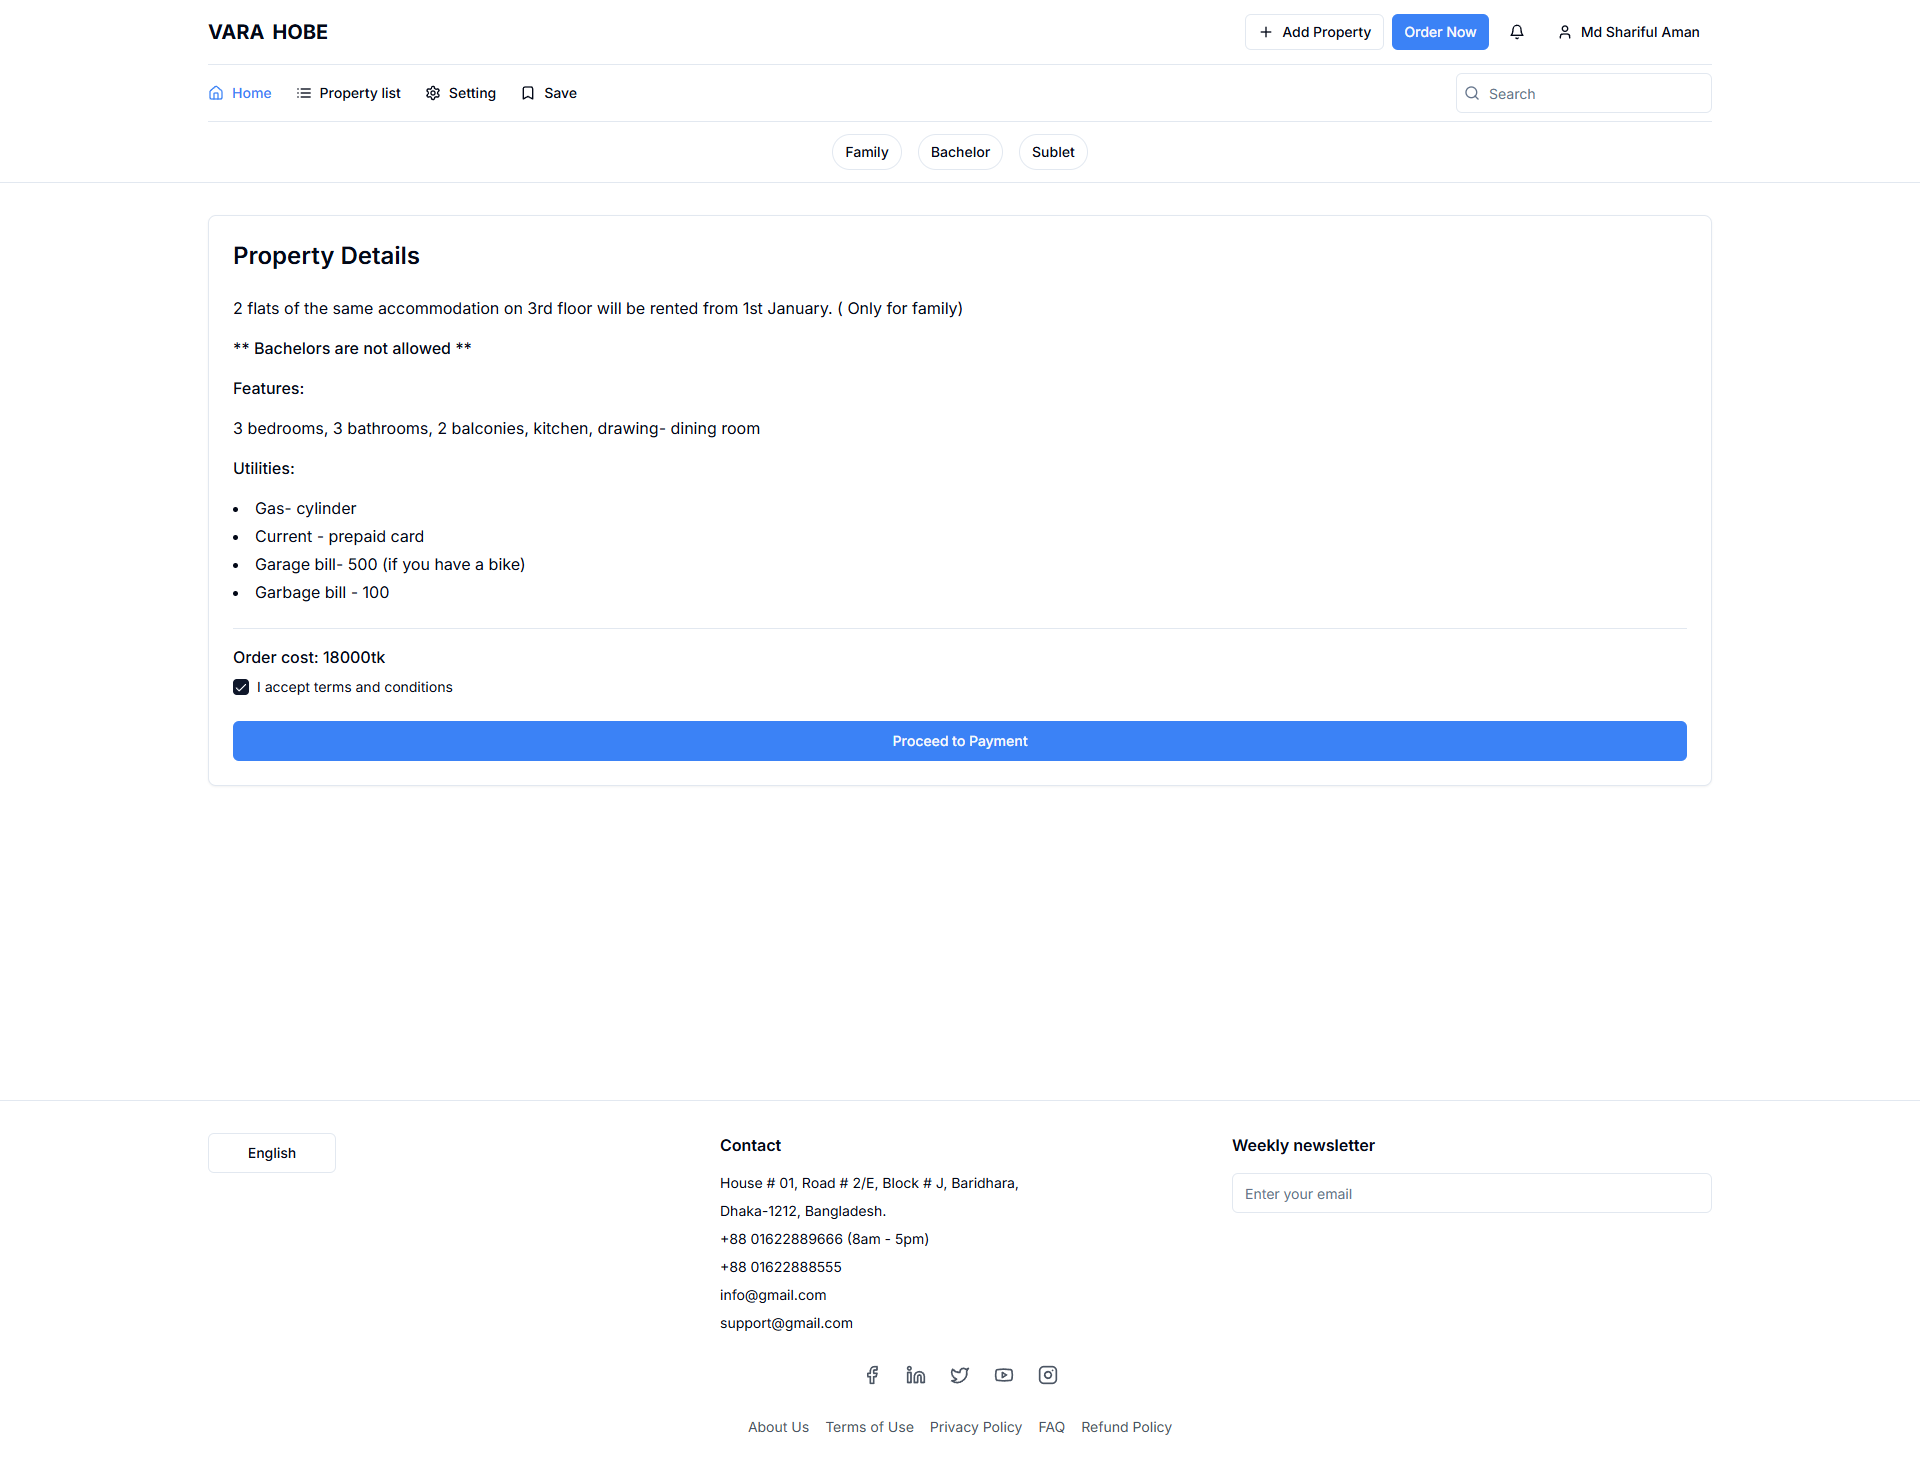 VARA HOBE
Add Property
Order Now
Md Shariful Aman
Home
Property list
Setting
Save
Search
Family
Bachelor
Sublet
Property Details
2 flats of the same accommodation on 3rd floor will be rented from 1st January. ( Only for family)
** Bachelors are not allowed **
Features:
3 bedrooms, 3 bathrooms, 2 balconies, kitchen, drawing- dining room
Utilities:
• Gas- cylinder
• Current - prepaid card
• Garage bill- 500 (if you have a bike)
• Garbage bill - 100
Order cost: 18000tk
I accept terms and conditions
Proceed to Payment
English
Contact
House # 01, Road # 2/E, Block # J, Baridhara,
Dhaka-1212, Bangladesh.
+88 01622889666 (8am - 5pm)
+88 01622888555
info@gmail.com
support@gmail.com
Weekly newsletter
Enter your email
About Us
Terms of Use
Privacy Policy
FAQ
Refund Policy